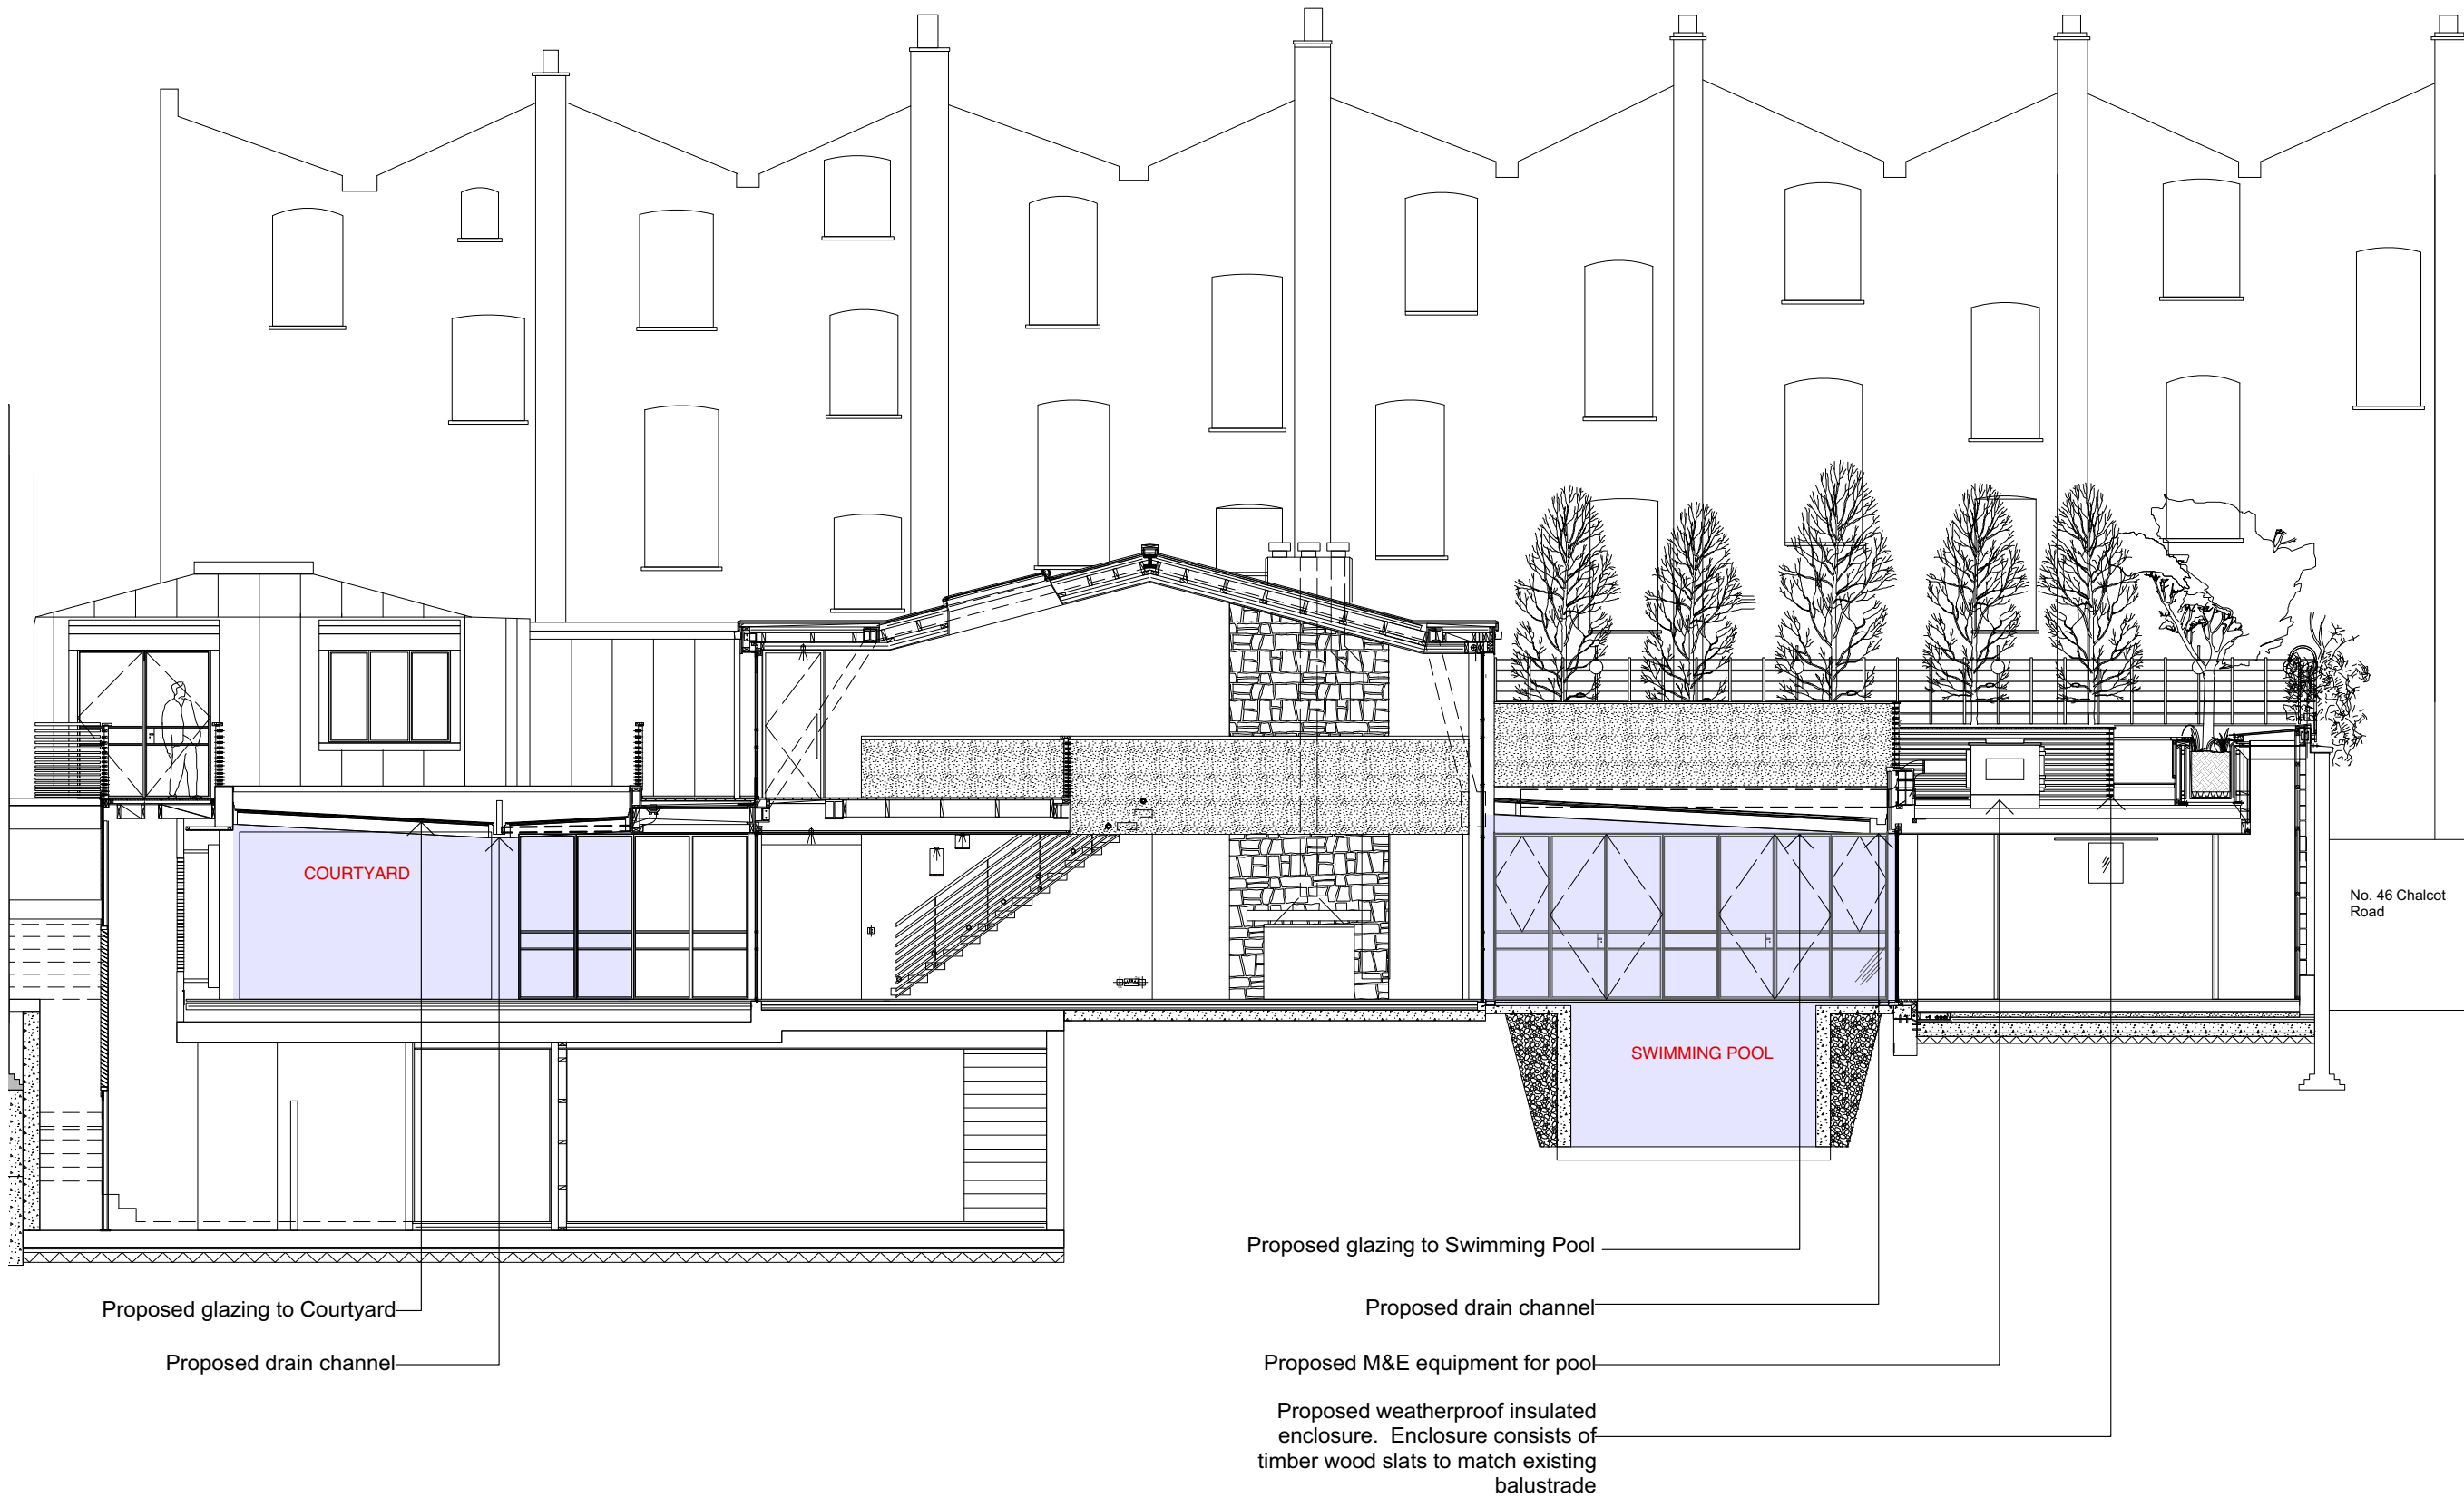 COURTYARD
No. 46 Chalcot
Road
SWIMMING POOL
Proposed glazing to Swimming Pool
Proposed glazing to Courtyard
Proposed drain channel
Proposed drain channel
Proposed M&E equipment for pool
Proposed weatherproof insulated
enclosure.  Enclosure consists of
timber wood slats to match existing
balustrade